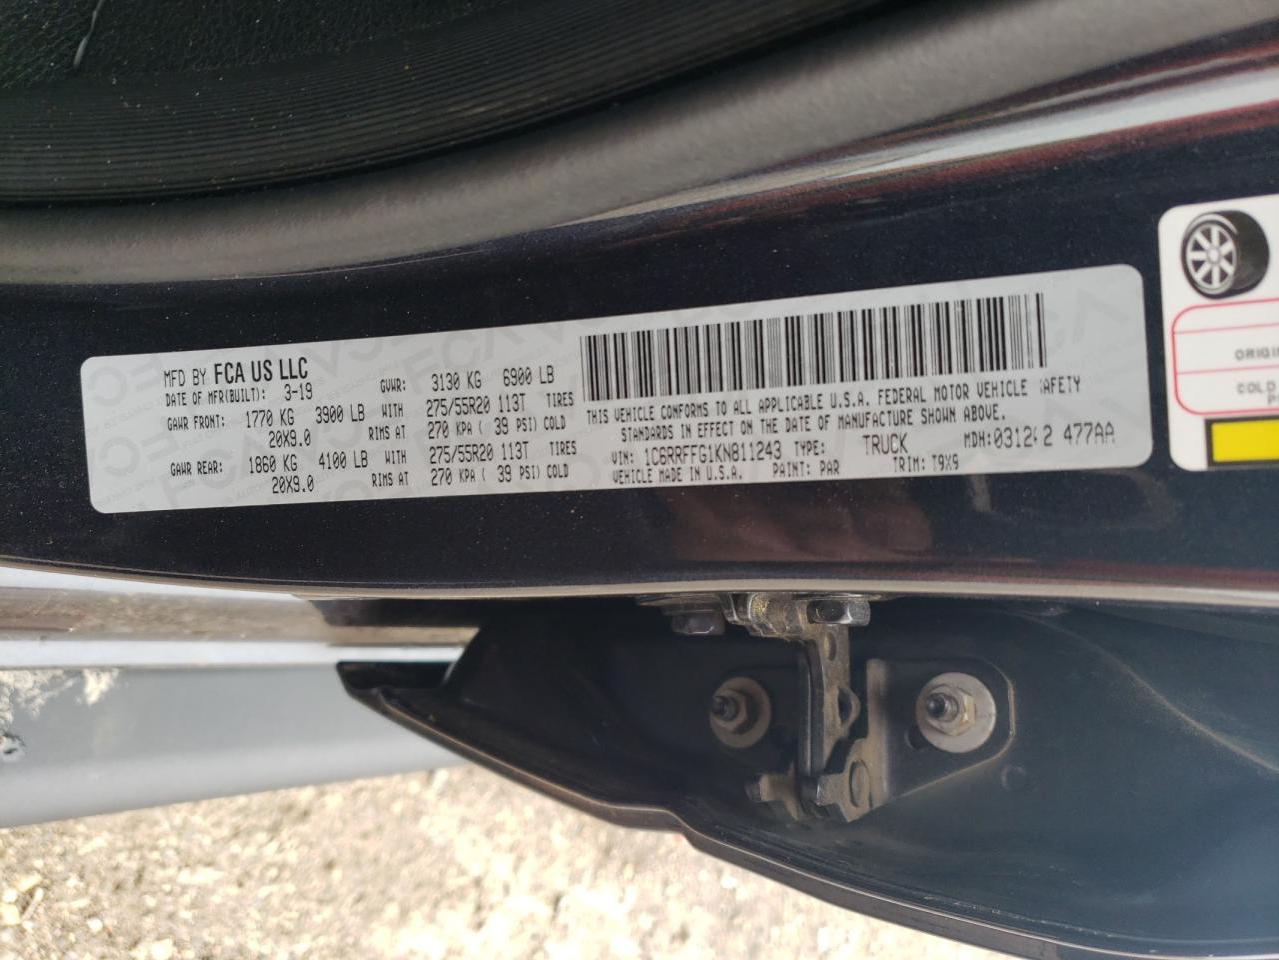 MFD BY FCA US LLC
DATE OF MFR(BUILT): 3-19 GVWR: 3130 KG 6900 LB
GAWR FRONT: 1770 KG 3900 LB WITH 275/55R20 113T TIRES
20X9.0 RIMS AT 270 KPA ( 39 PSI) COLD
GAWR REAR: 1860 KG 4100 LB WITH 275/55R20 113T TIRES
20X9.0 RIMS AT 270 KPA ( 39 PSI) COLD
THIS VEHICLE CONFORMS TO ALL APPLICABLE U.S.A. FEDERAL MOTOR VEHICLE AFETY
STANDARDS IN EFFECT ON THE DATE OF MANUFACTURE SHOWN ABOVE.
VIN: 1C6RRFFG1KN811243 TYPE: TRUCK MDH: 477AA
VEHICLE MADE IN U.S.A. PAINT: PAR TRIM: T9X9
ORIGI
COLD
P